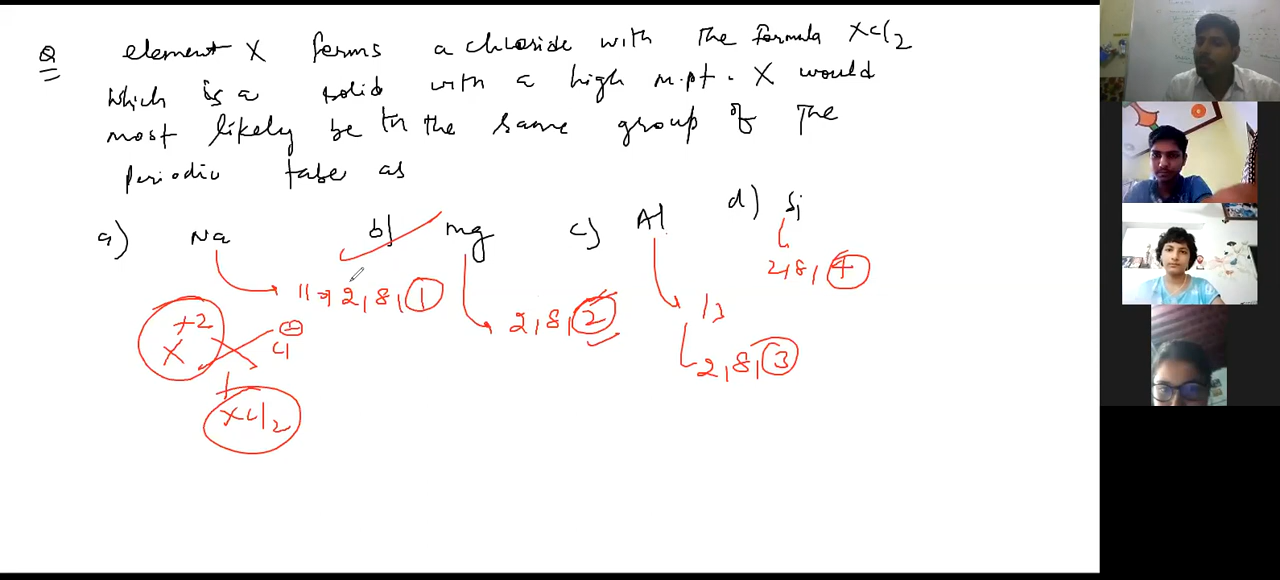 Q element X forms a chloride with the formula XCl2
which is a solid with a high m.pt. X would
most likely be in the same group of the
periodic tabe as
a) Na b) Mg c) Al d) Si
11 → 2, 8, 1
2, 8, 2
13
2, 8, 3
2, 8, 4
+2 −
X Cl
XCl2